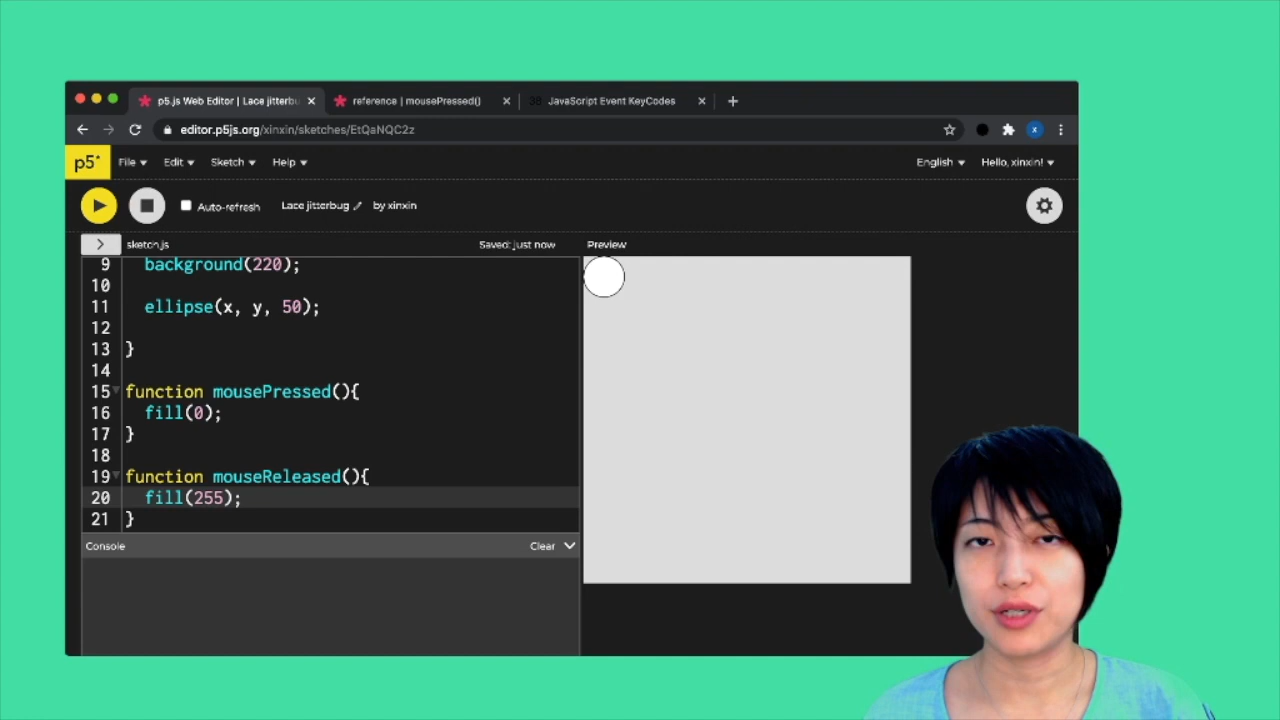 p5.js Web Editor | Lace jitterbu
reference | mousePressed()
JavaScript Event KeyCodes
editor.p5js.org/xinxin/sketches/EtQaNQC2z
x
p5* File Edit Sketch Help English Hello, xinxin!
Auto-refresh Lace jitterbug by xinxin
sketch.js Saved: just now Preview
9 background(220);
10
11 ellipse(x, y, 50);
12
13 }
14
15 function mousePressed(){
16 fill(0);
17 }
18
19 function mouseReleased(){
20 fill(255);
21 }
Console Clear